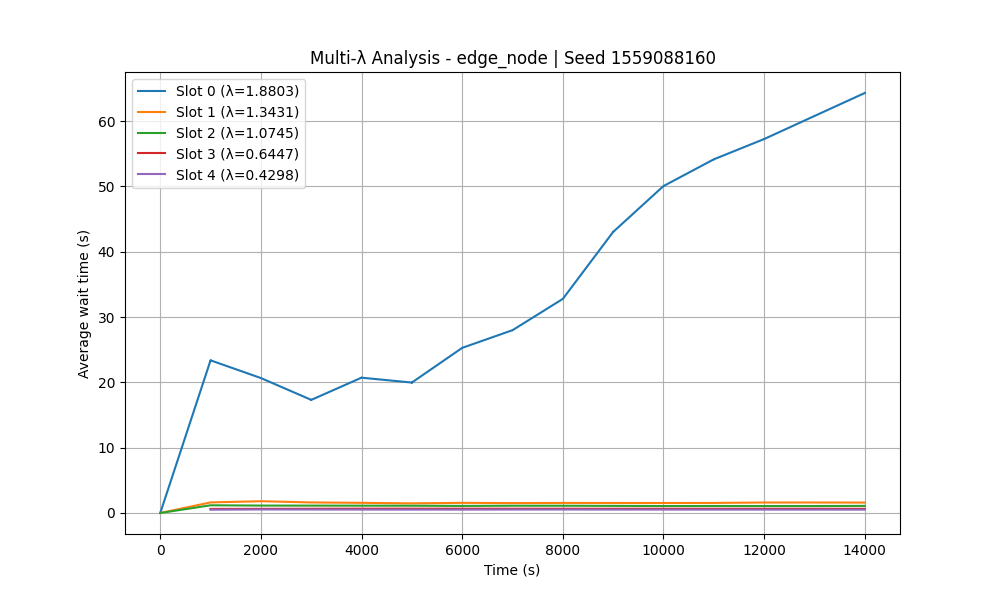 Multi-λ Analysis - edge_node | Seed 1559088160
Slot 0 (λ=1.8803)
Slot 1 (λ=1.3431)
Slot 2 (λ=1.0745)
Slot 3 (λ=0.6447)
Slot 4 (λ=0.4298)
Average wait time (s)
60
50
40
30
20
10
0
0 2000 4000 6000 8000 10000 12000 14000
Time (s)